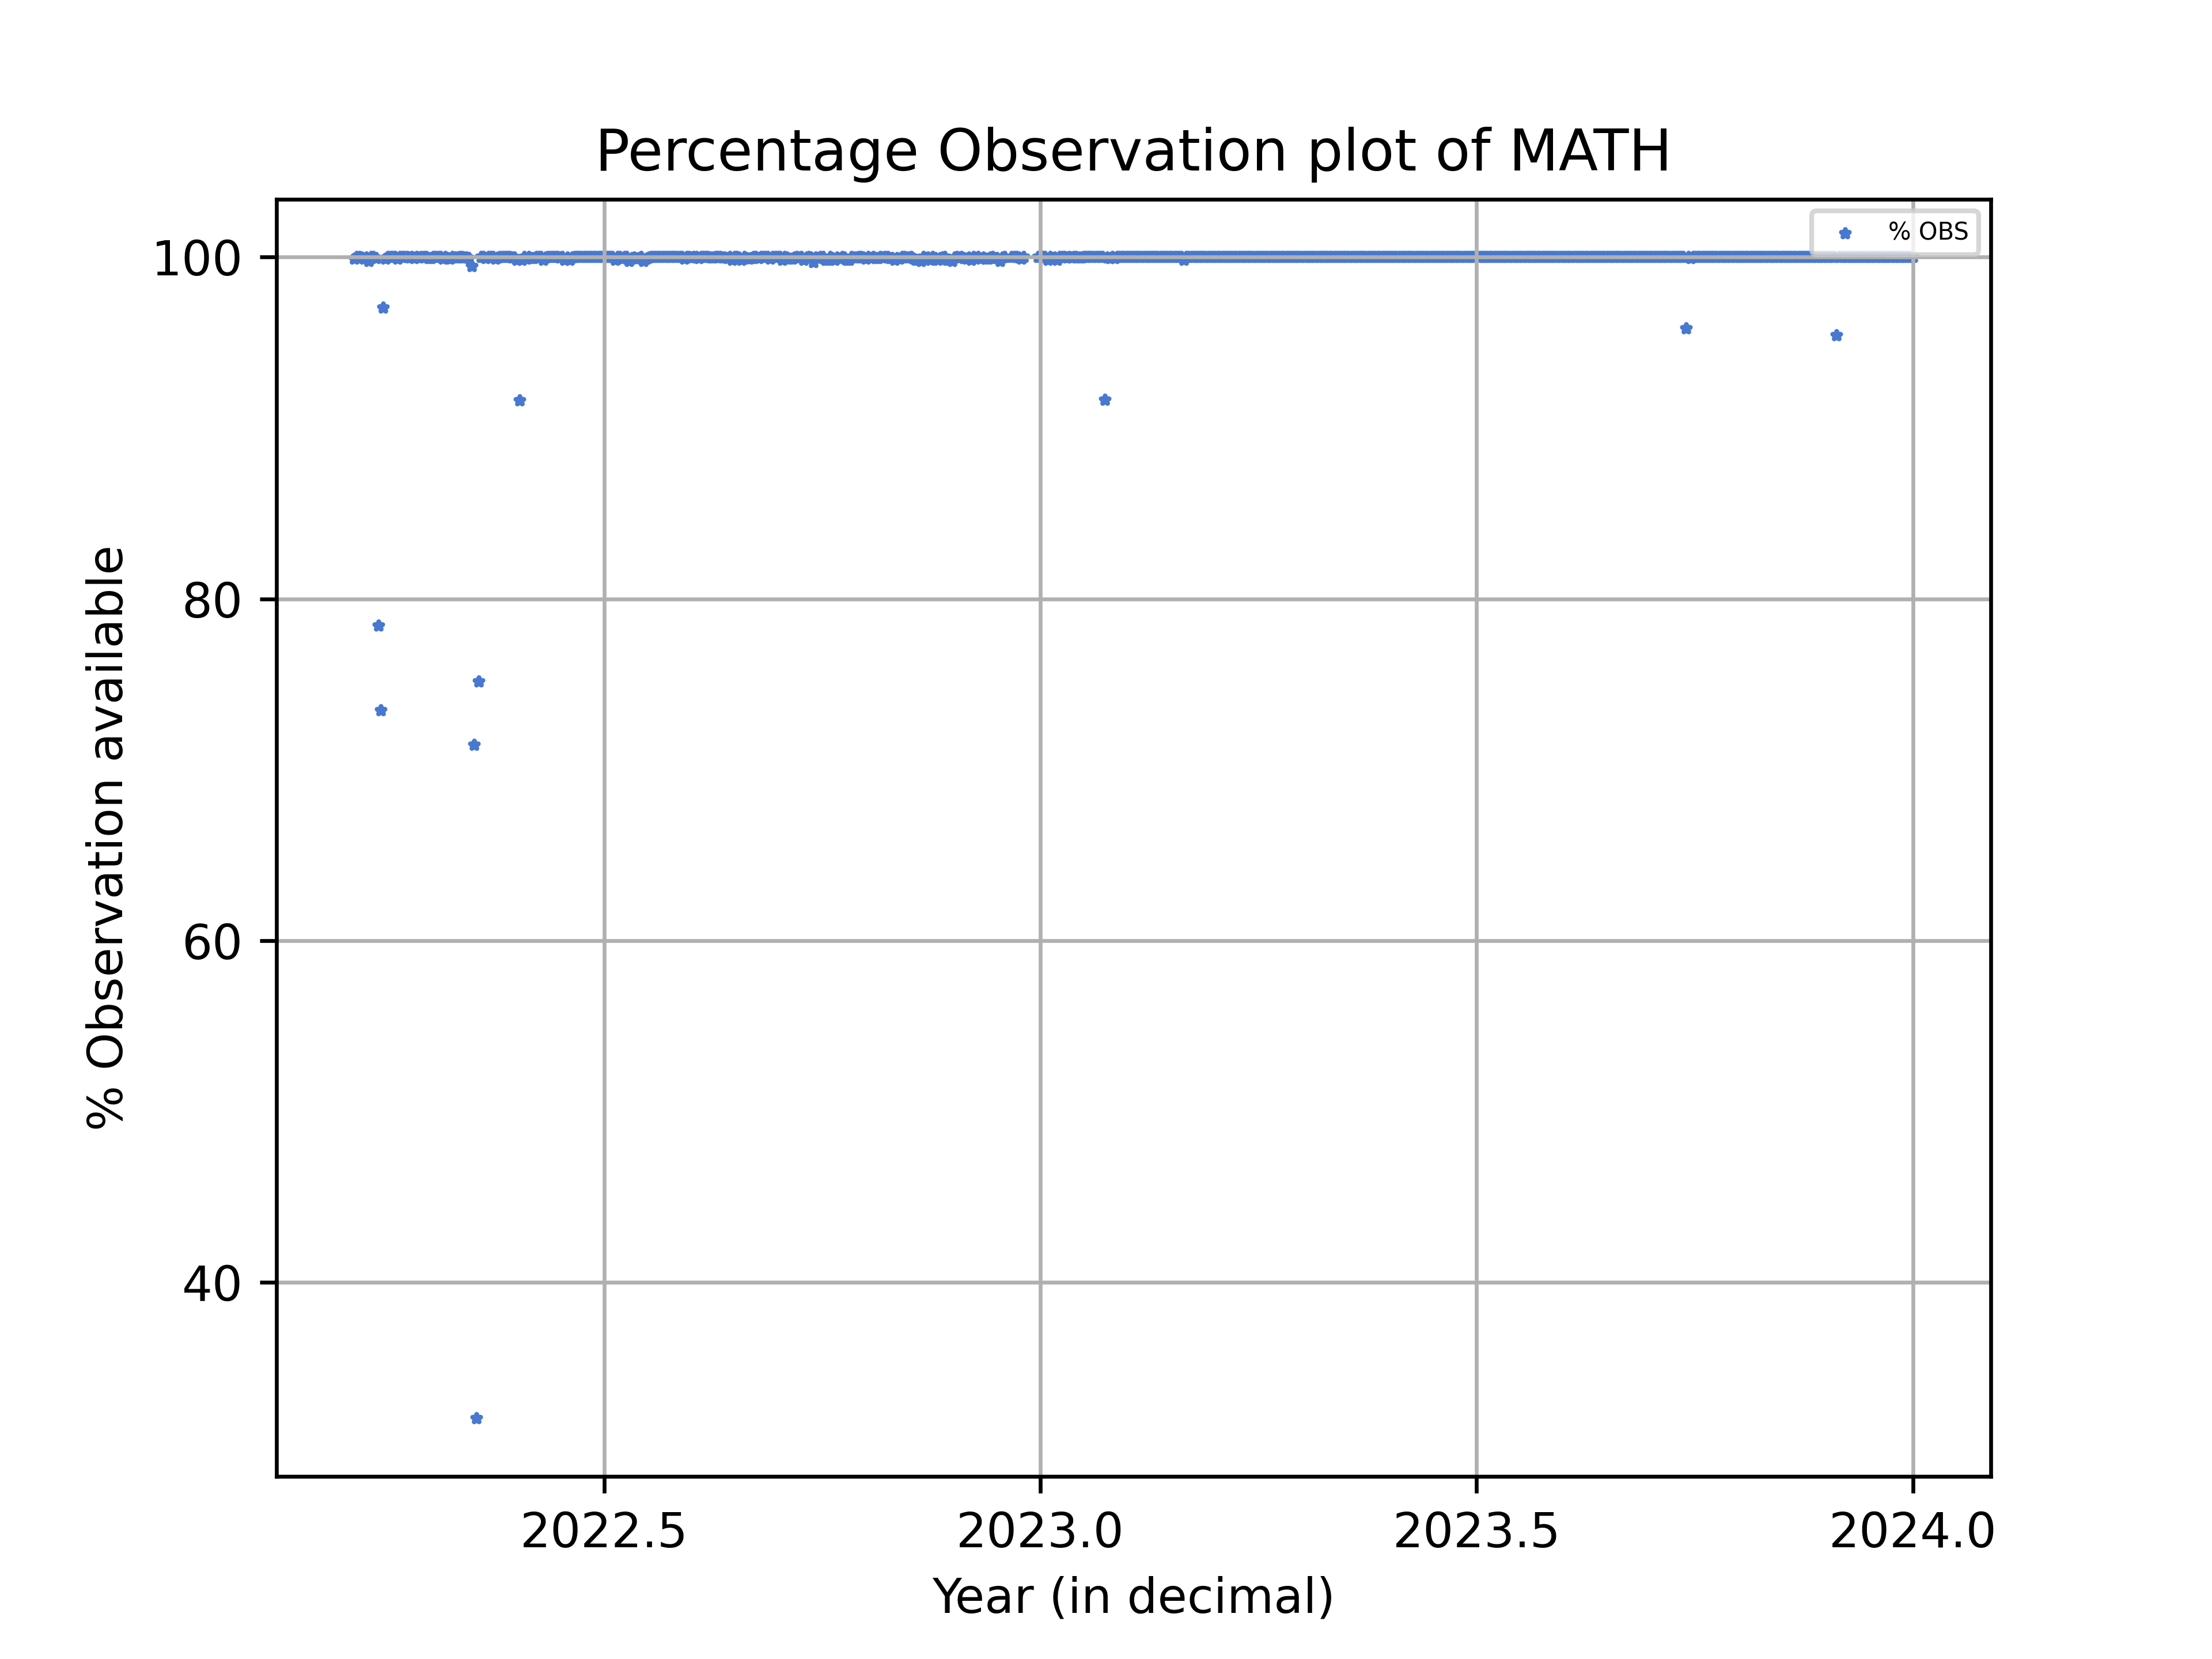 Percentage Observation plot of MATH
% OBS
100
80
60
40
% Observation available
2022.5 2023.0 2023.5 2024.0
Year (in decimal)